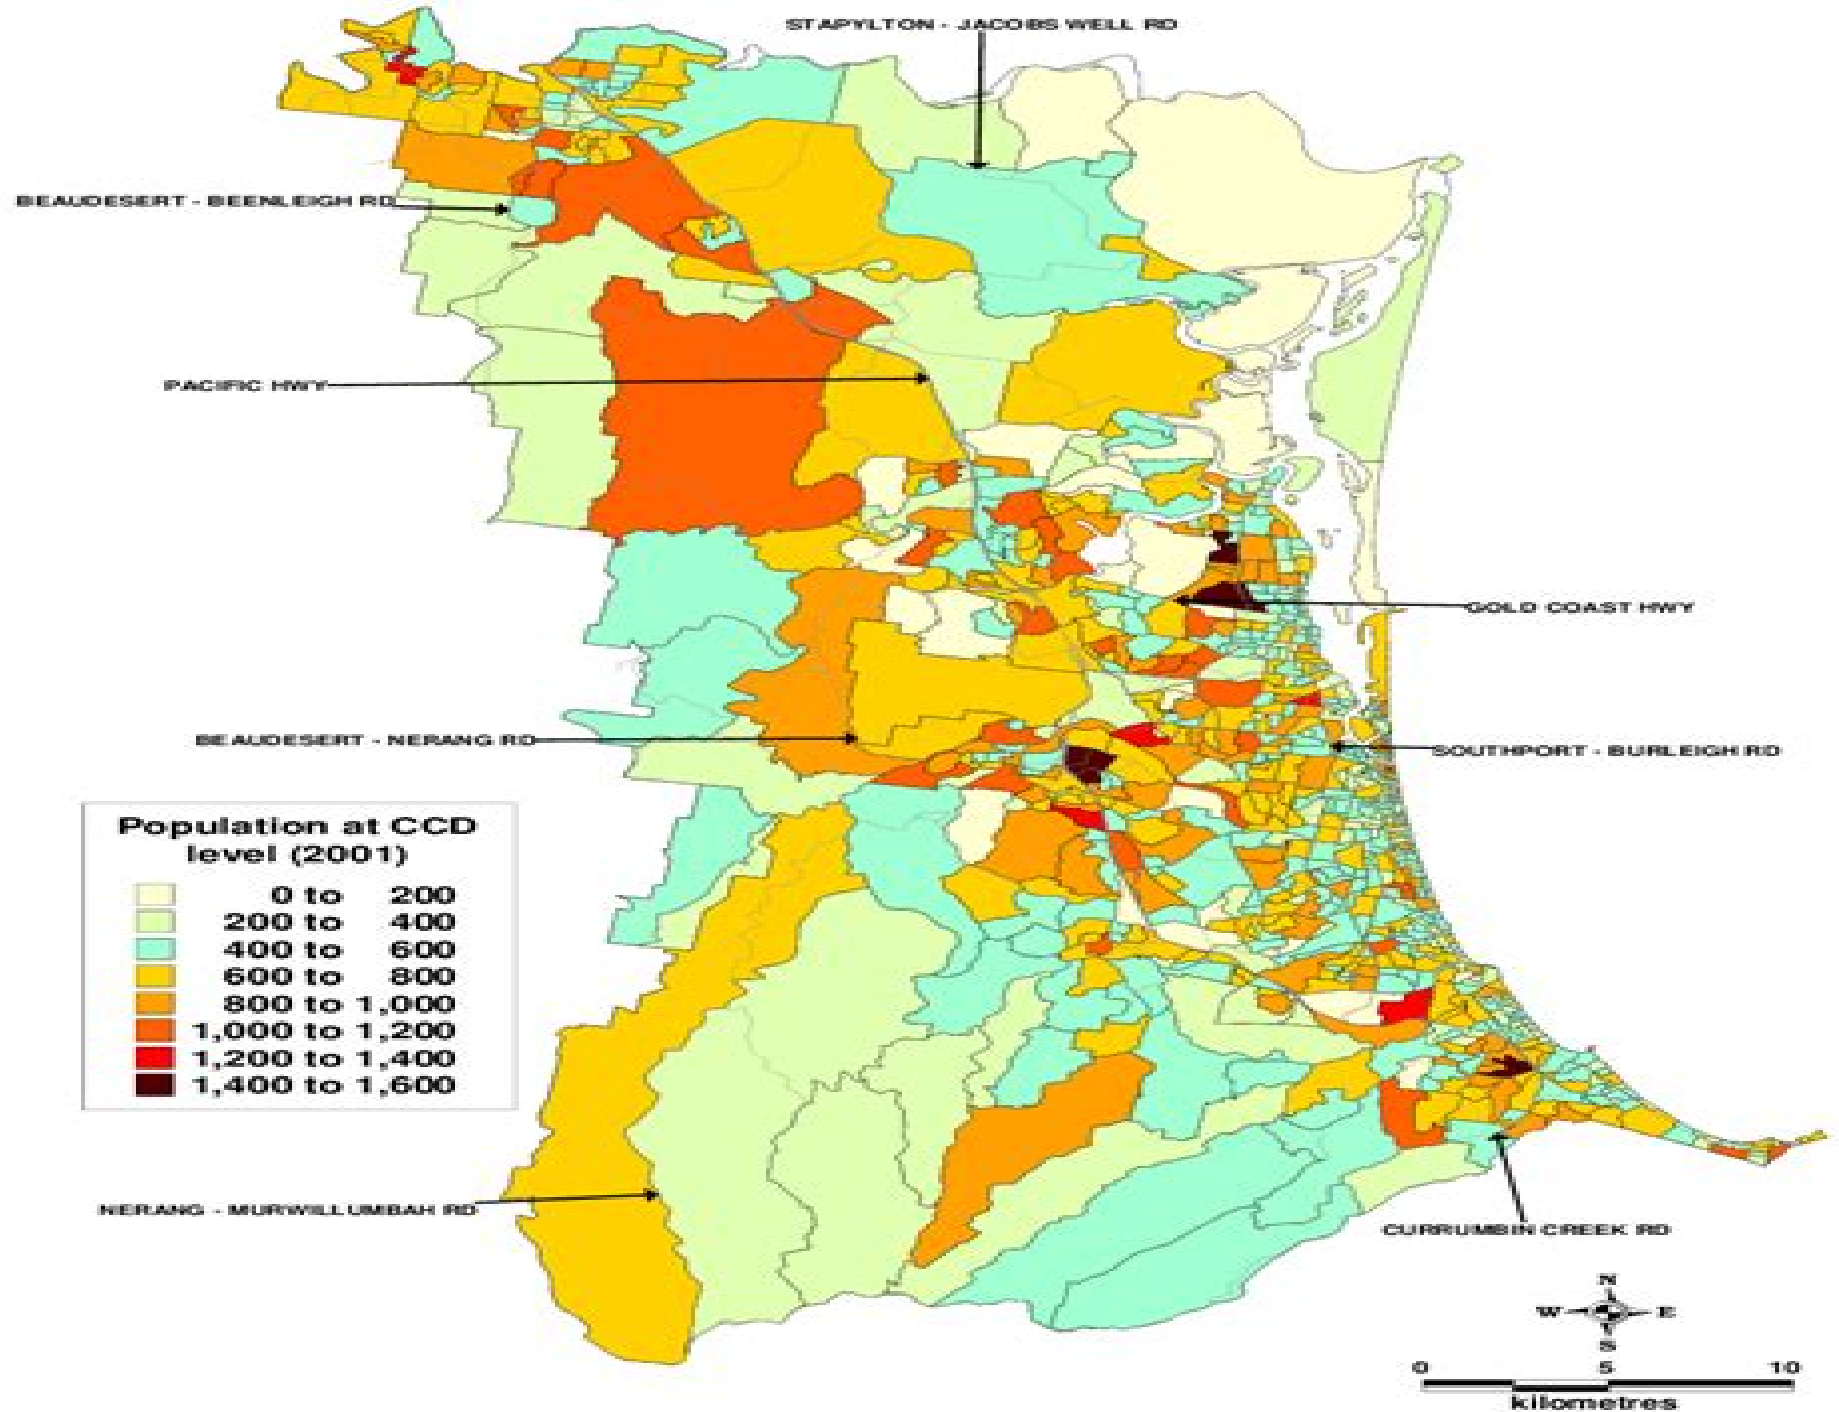 STAPYLTON - JACOBS WELL RD
BEAUDESERT - BEENLEIGH RD
PACIFIC HWY
GOLD COAST HWY
BEAUDESERT - NERANG RD
SOUTHPORT - BURLEIGH RD
Population at CCD
level (2001)
0 to 200
200 to 400
400 to 600
600 to 800
800 to 1,000
1,000 to 1,200
1,200 to 1,400
1,400 to 1,600
NERANG - MURWILLUMBAH RD
CURRUMBIN CREEK RD
N
W E
S
0 5 10
kilometres